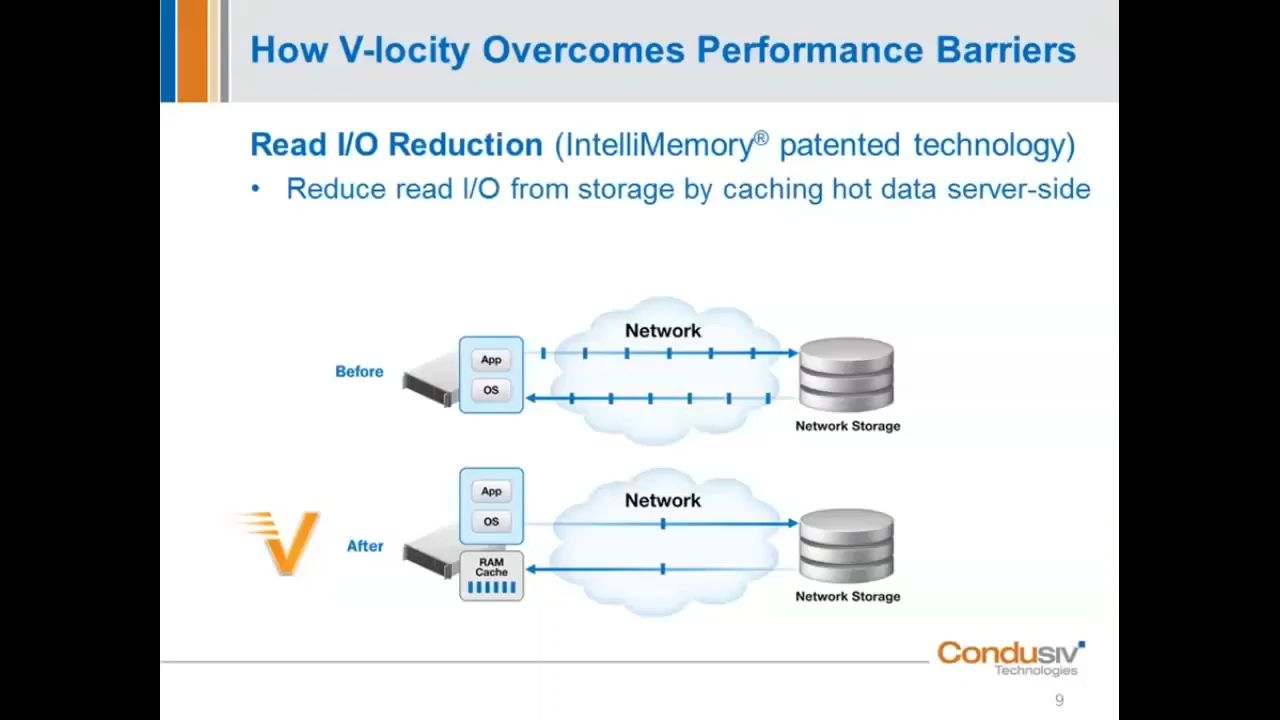 How V-locity Overcomes Performance Barriers
Read I/O Reduction (IntelliMemory® patented technology)
• Reduce read I/O from storage by caching hot data server-side
Network
App
Before
OS
Network Storage
App
Network
OS
After
RAM
Cache
Network Storage
Condusiv
Technologies
9